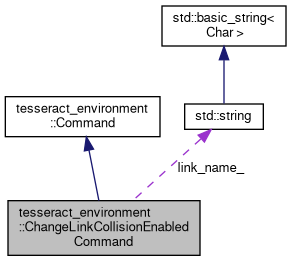 std::basic_string<
Char >
tesseract_environment
::Command
std::string
link_name_
tesseract_environment
::ChangeLinkCollisionEnabled
Command